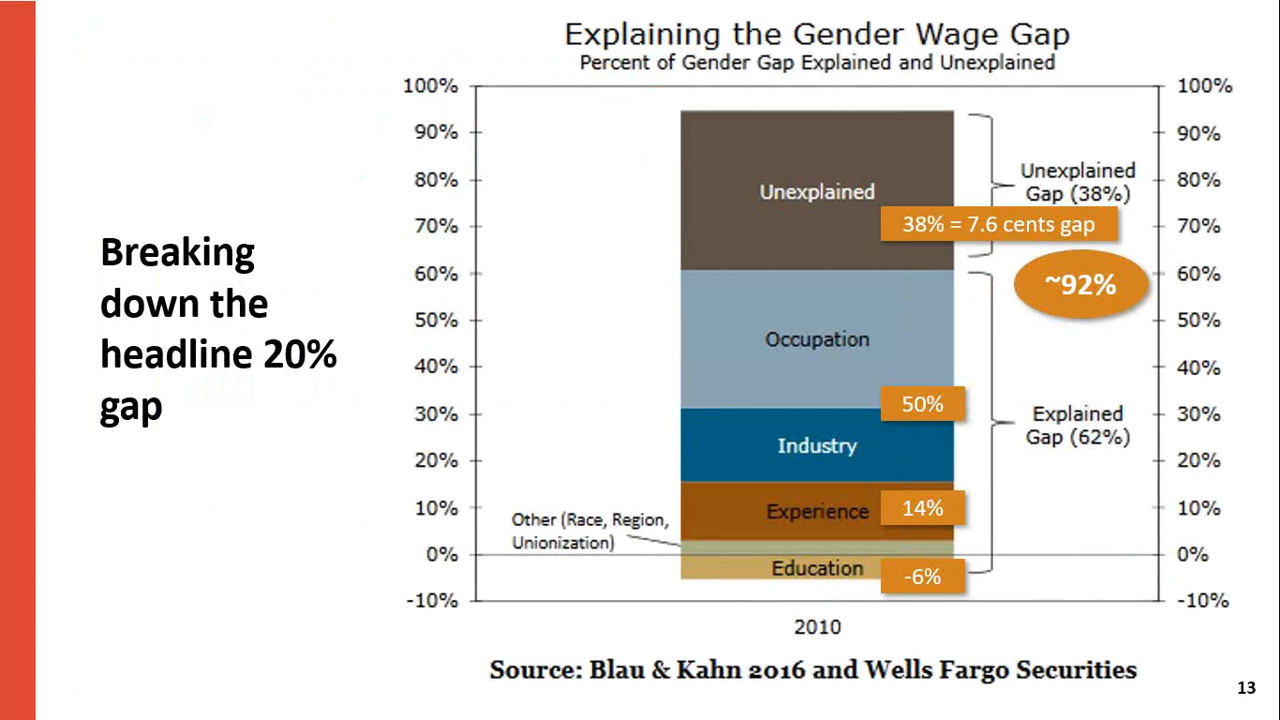 Breaking
down the
headline 20%
gap
Explaining the Gender Wage Gap
Percent of Gender Gap Explained and Unexplained
100%
90%
80%
70%
60%
50%
40%
30%
20%
10%
0%
-10%
100%
90%
80%
70%
60%
50%
40%
30%
20%
10%
0%
-10%
Unexplained
38% = 7.6 cents gap
Occupation
50%
Industry
Experience
14%
Education
-6%
Other (Race, Region,
Unionization)
Unexplained
Gap (38%)
~92%
Explained
Gap (62%)
2010
Source: Blau & Kahn 2016 and Wells Fargo Securities
13